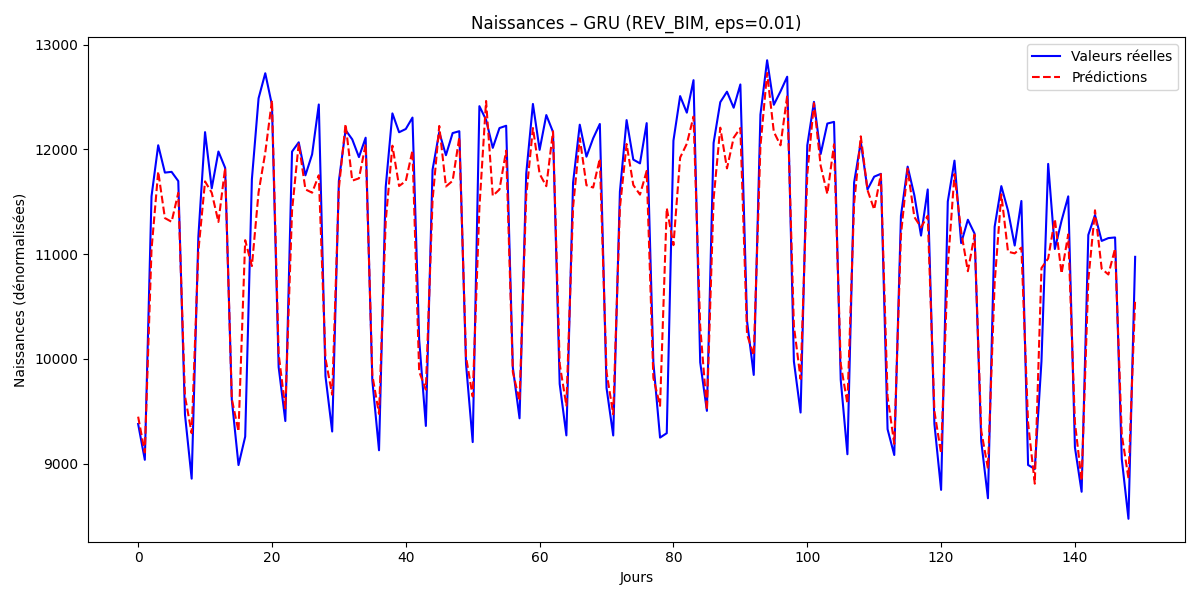 Naissances – GRU (REV_BIM, eps=0.01)
Valeurs réelles
Prédictions
Naissances (dénormalisées)
13000
12000
11000
10000
9000
0 20 40 60 80 100 120 140
Jours